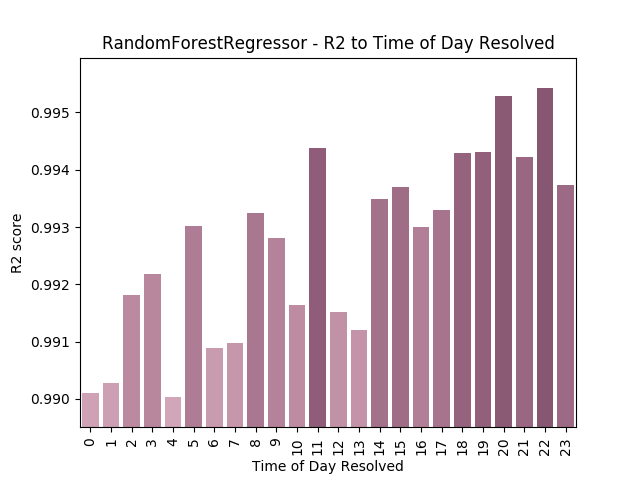 RandomForestRegressor - R2 to Time of Day Resolved
0.995
0.994
0.993
0.992
0.991
0.990
R2 score
0 1 2 3 4 5 6 7 8 9 10 11 12 13 14 15 16 17 18 19 20 21 22 23
Time of Day Resolved